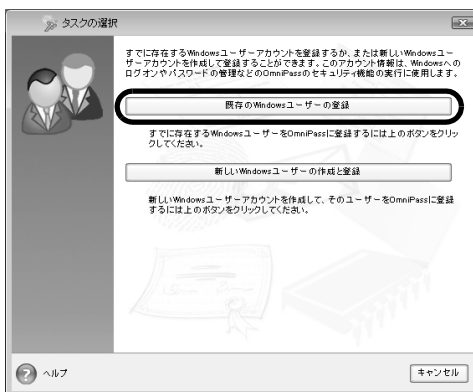 タスクの選択
すでに存在するWindowsユーザーアカウントを登録するか、または新しいWindowsユー
ザーアカウントを作成して登録することができます。このアカウント情報は、Windowsへの
ログオンやパスワードの管理などのOmniPassのセキュリティ機能の実行に使用します。
既存のWindowsユーザーの登録
すでに存在するWindowsユーザーをOmniPassに登録するには上のボタンをクリッ
クしてください。
新しいWindowsユーザーの作成と登録
新しいWindowsユーザーアカウントを作成して、そのユーザーをOmniPassに登録
するには上のボタンをクリックしてください。
ヘルプ
キャンセル